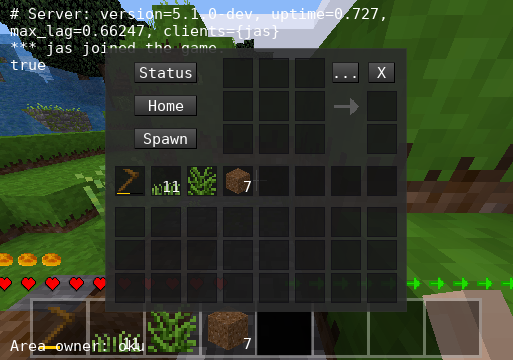 # Server: version=5.1.0-dev, uptime=0.727,
max_lag=0.66247, clients={jas}
*** jas joined the game
true
Status
...
X
Home
Spawn
11
7
Area owner: oku
11
7